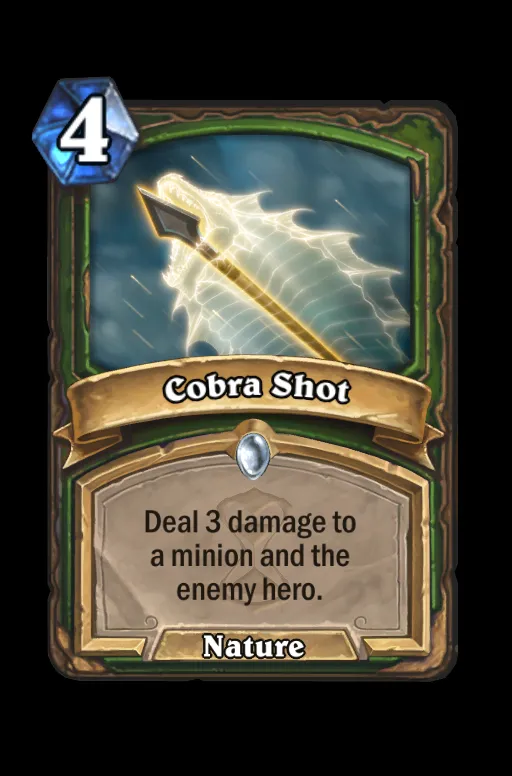 4
Cobra Shot
Deal 3 damage to
a minion and the
enemy hero.
Nature